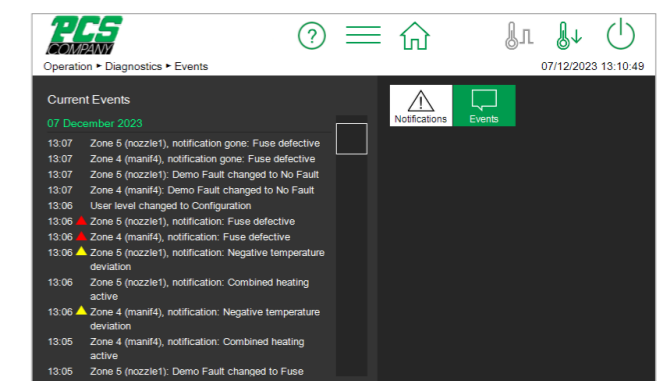 PCS
COMPANY
?
Operation ▸ Diagnostics ▸ Events
07/12/2023 13:10:49
Current Events
07 December 2023
13:07 Zone 5 (nozzle1), notification gone: Fuse defective
13:07 Zone 4 (manif4), notification gone: Fuse defective
13:07 Zone 5 (nozzle1): Demo Fault changed to No Fault
13:07 Zone 4 (manif4): Demo Fault changed to No Fault
13:06 User level changed to Configuration
13:06 Zone 5 (nozzle1), notification: Fuse defective
13:06 Zone 4 (manif4), notification: Fuse defective
13:06 Zone 5 (nozzle1), notification: Negative temperature
deviation
13:06 Zone 5 (nozzle1), notification: Combined heating
active
13:06 Zone 4 (manif4), notification: Negative temperature
deviation
13:05 Zone 4 (manif4), notification: Combined heating
active
13:05 Zone 5 (nozzle1): Demo Fault changed to Fuse
Notifications
Events